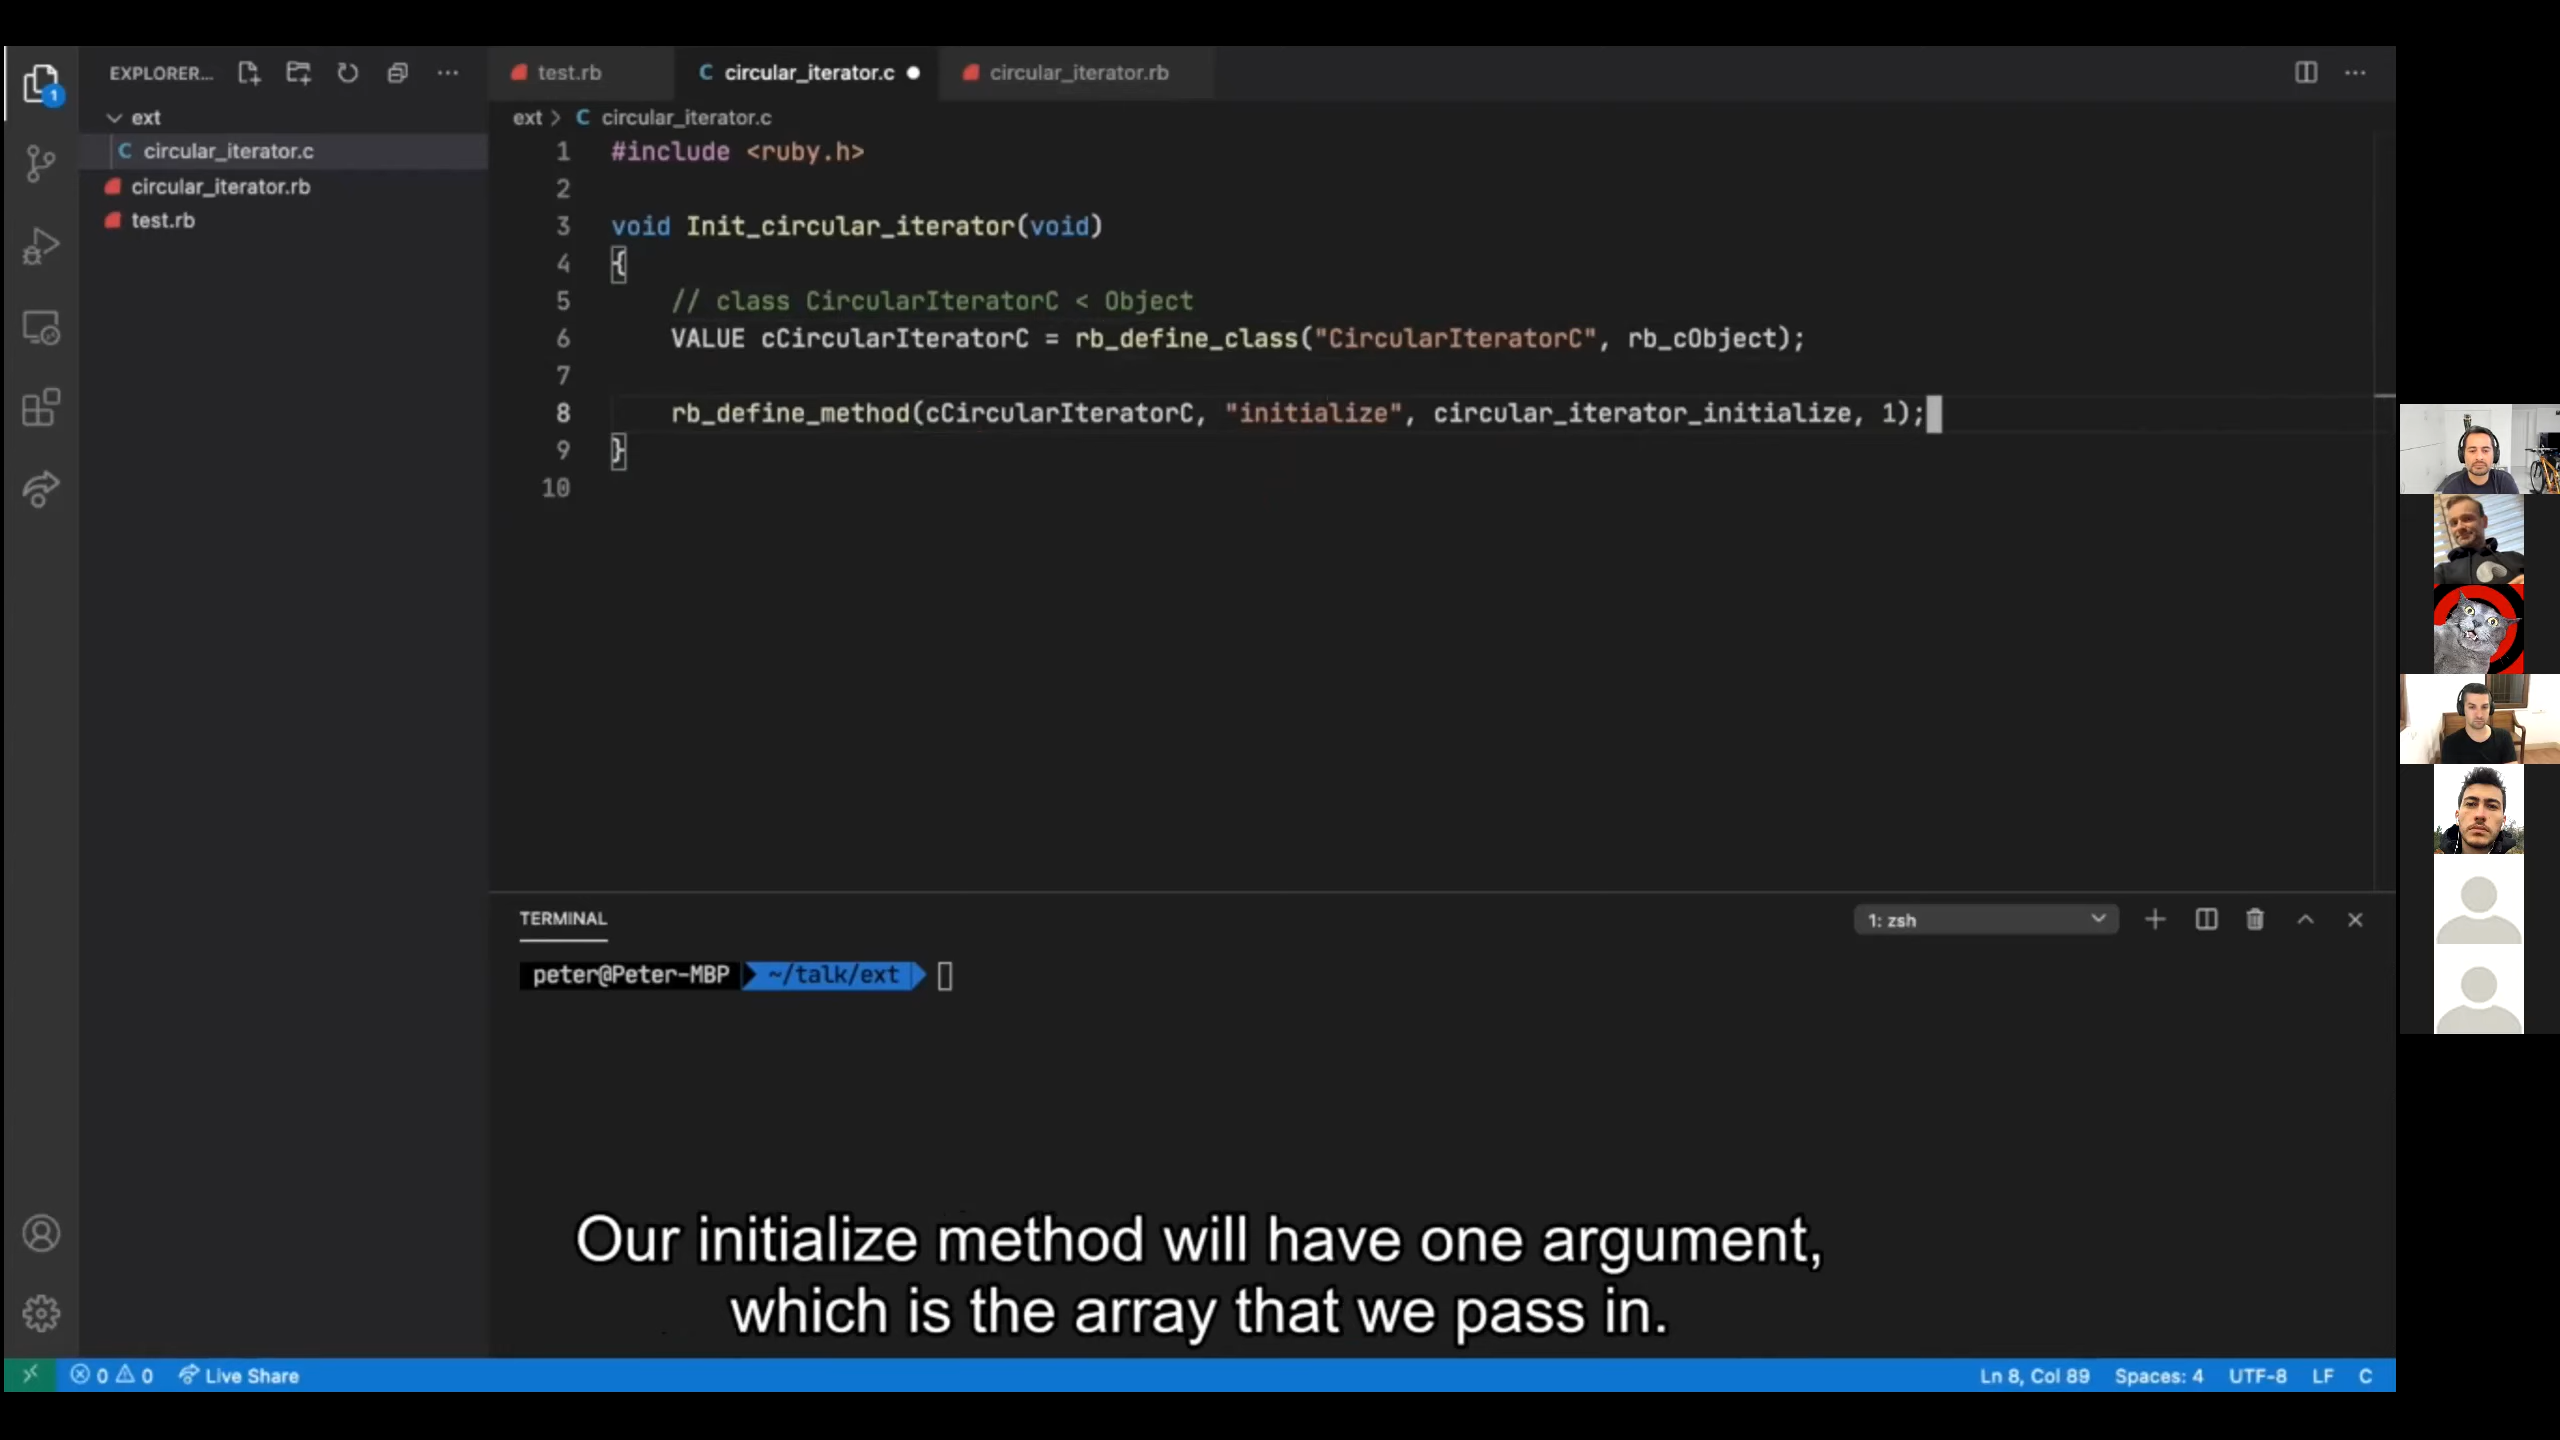 EXPLORER...
test.rb
circular_iterator.c
circular_iterator.rb
ext
circular_iterator.c
circular_iterator.rb
test.rb
1
ext > C circular_iterator.c
1 #include <ruby.h>
2
3 void Init_circular_iterator(void)
4 {
5 // class CircularIteratorC < Object
6 VALUE cCircularIteratorC = rb_define_class("CircularIteratorC", rb_cObject);
7
8 rb_define_method(cCircularIteratorC, "initialize", circular_iterator_initialize, 1);
9 }
10
TERMINAL
1: zsh
peter@Peter-MBP ~/talk/ext
Our initialize method will have one argument,
which is the array that we pass in.
0 0 Live Share Ln 8, Col 89 Spaces: 4 UTF-8 LF C